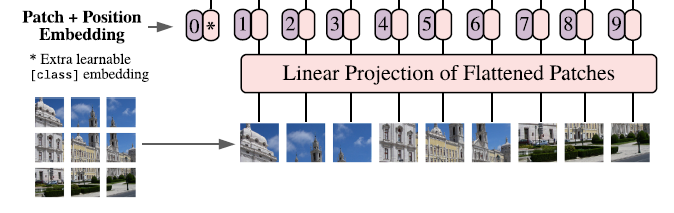 Patch + Position
Embedding
0 * 1 2 3 4 5 6 7 8 9
* Extra learnable
[class] embedding
Linear Projection of Flattened Patches